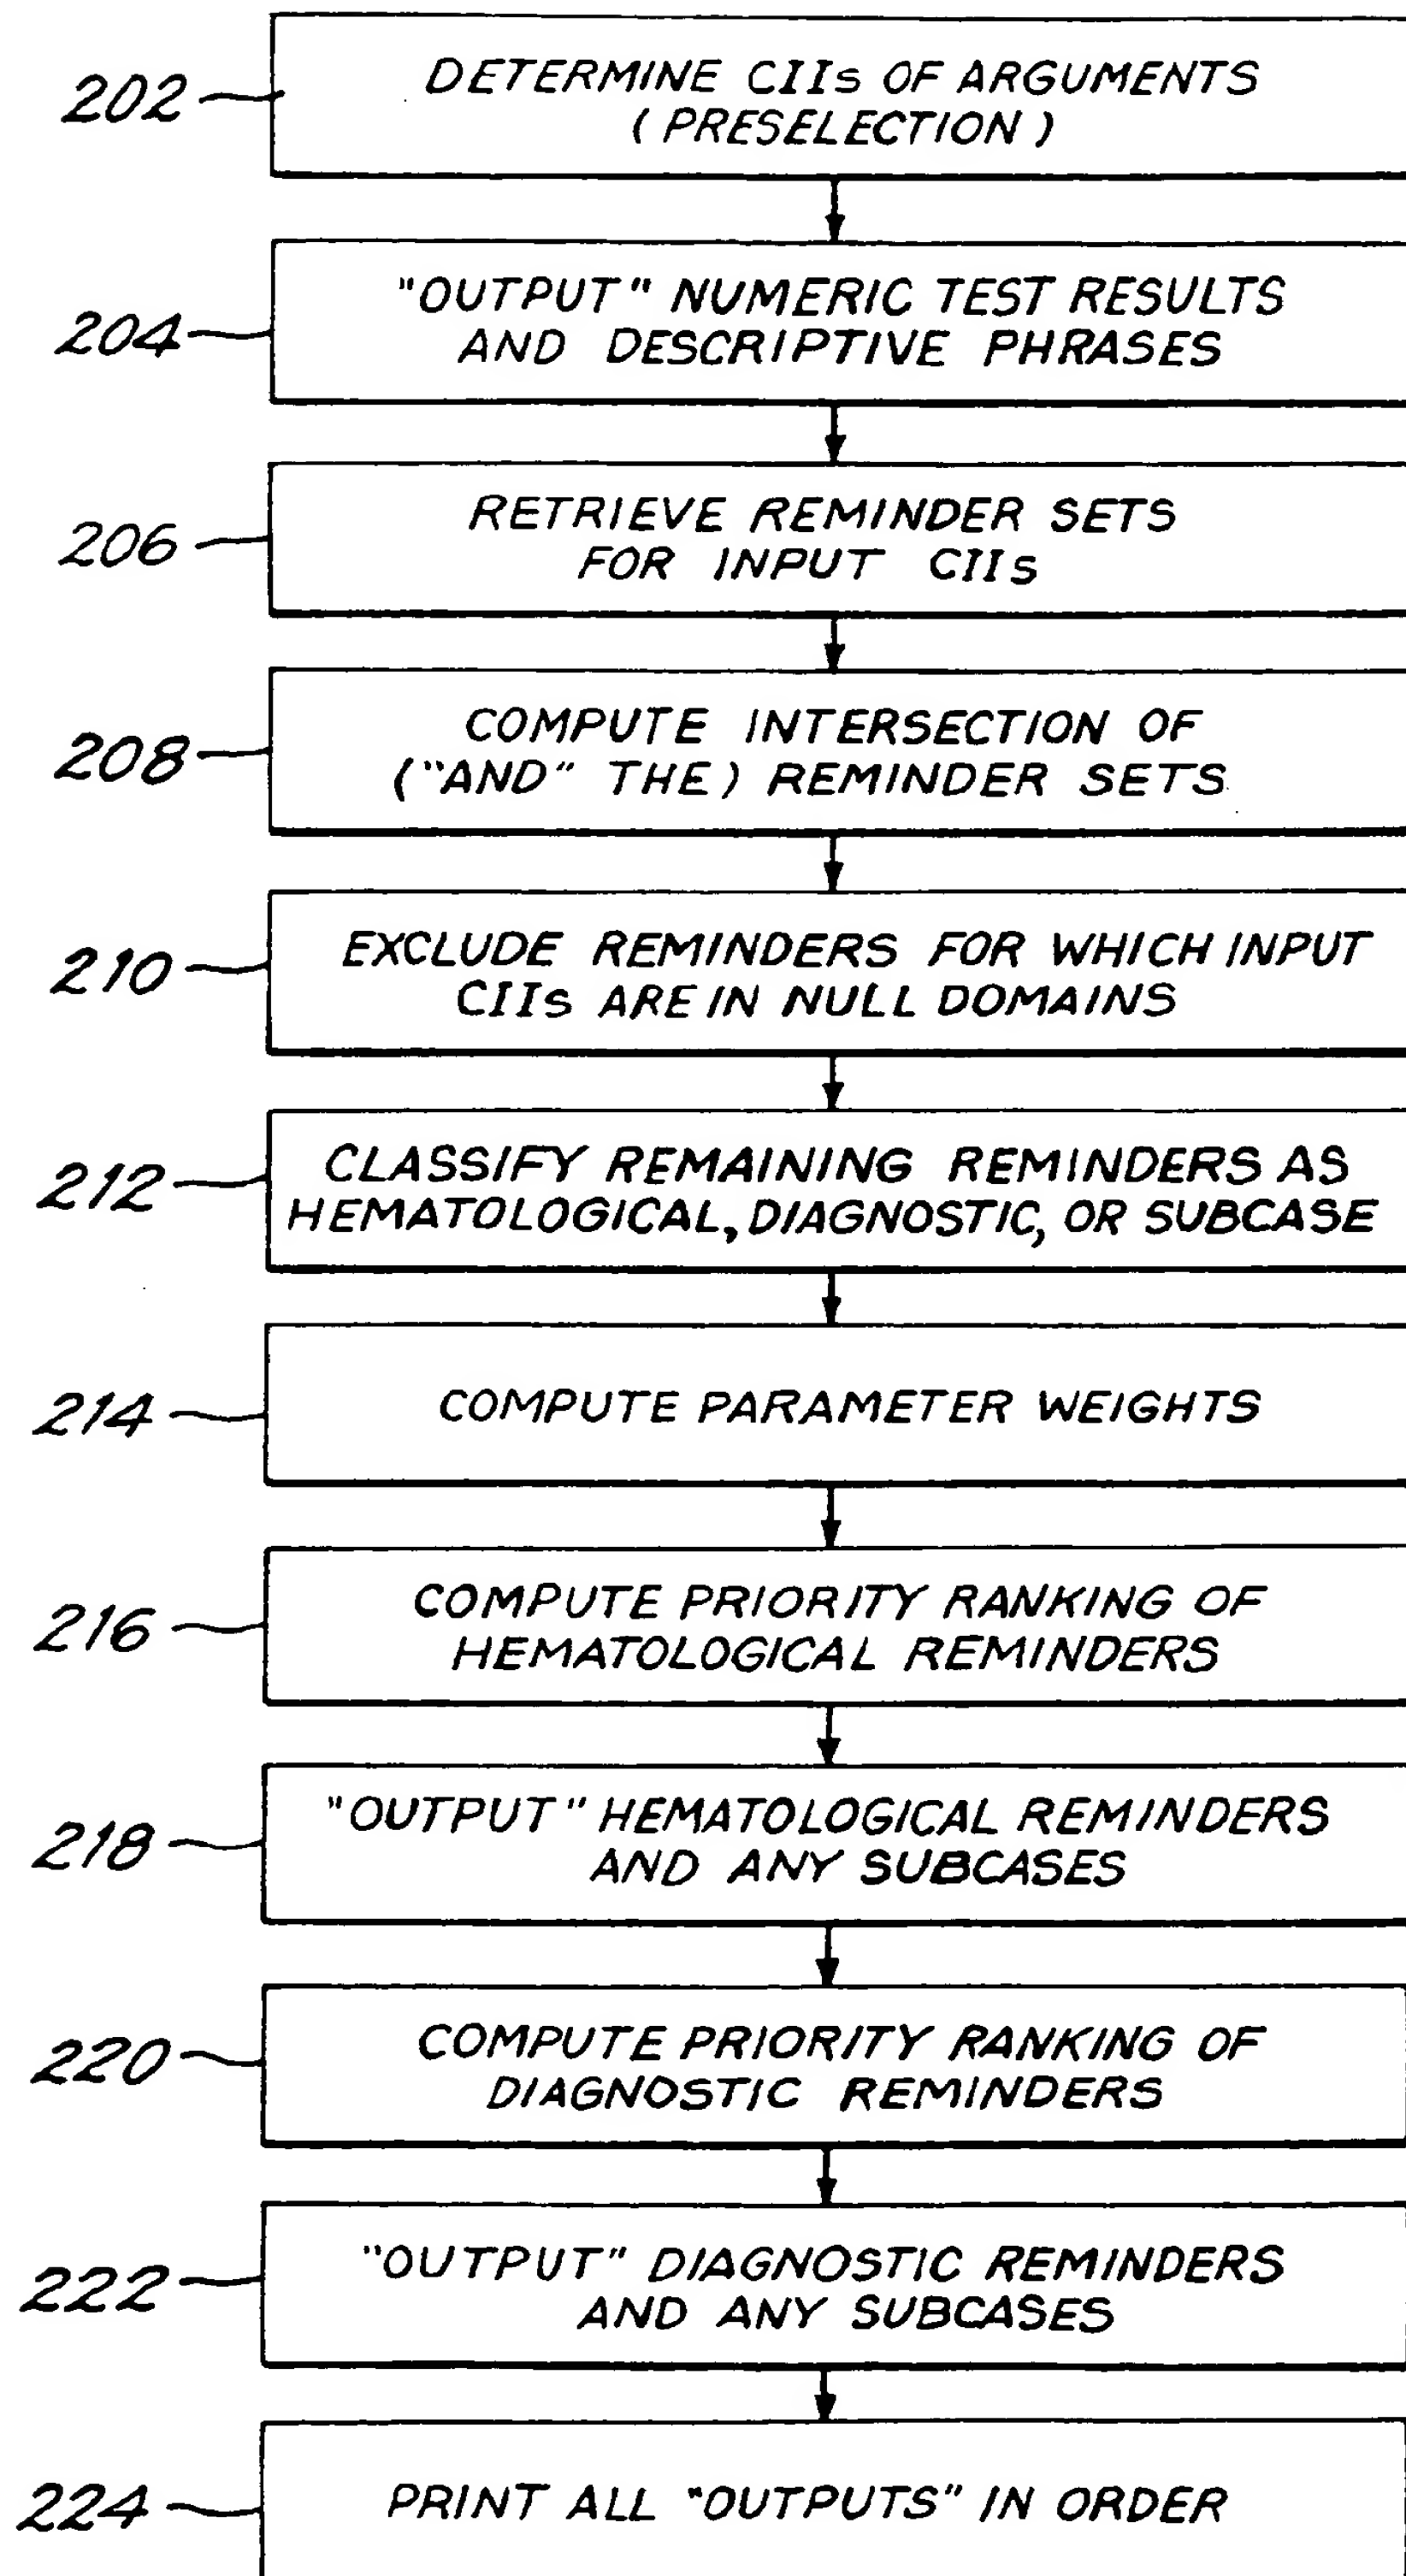 202
DETERMINE CIIs OF ARGUMENTS
(PRESELECTION)
204
"OUTPUT" NUMERIC TEST RESULTS
AND DESCRIPTIVE PHRASES
206
RETRIEVE REMINDER SETS
FOR INPUT CIIs
208
COMPUTE INTERSECTION OF
("AND" THE) REMINDER SETS
210
EXCLUDE REMINDERS FOR WHICH INPUT
CIIs ARE IN NULL DOMAINS
212
CLASSIFY REMAINING REMINDERS AS
HEMATOLOGICAL, DIAGNOSTIC, OR SUBCASE
214
COMPUTE PARAMETER WEIGHTS
216
COMPUTE PRIORITY RANKING OF
HEMATOLOGICAL REMINDERS
218
"OUTPUT" HEMATOLOGICAL REMINDERS
AND ANY SUBCASES
220
COMPUTE PRIORITY RANKING OF
DIAGNOSTIC REMINDERS
222
"OUTPUT" DIAGNOSTIC REMINDERS
AND ANY SUBCASES
224
PRINT ALL "OUTPUTS" IN ORDER